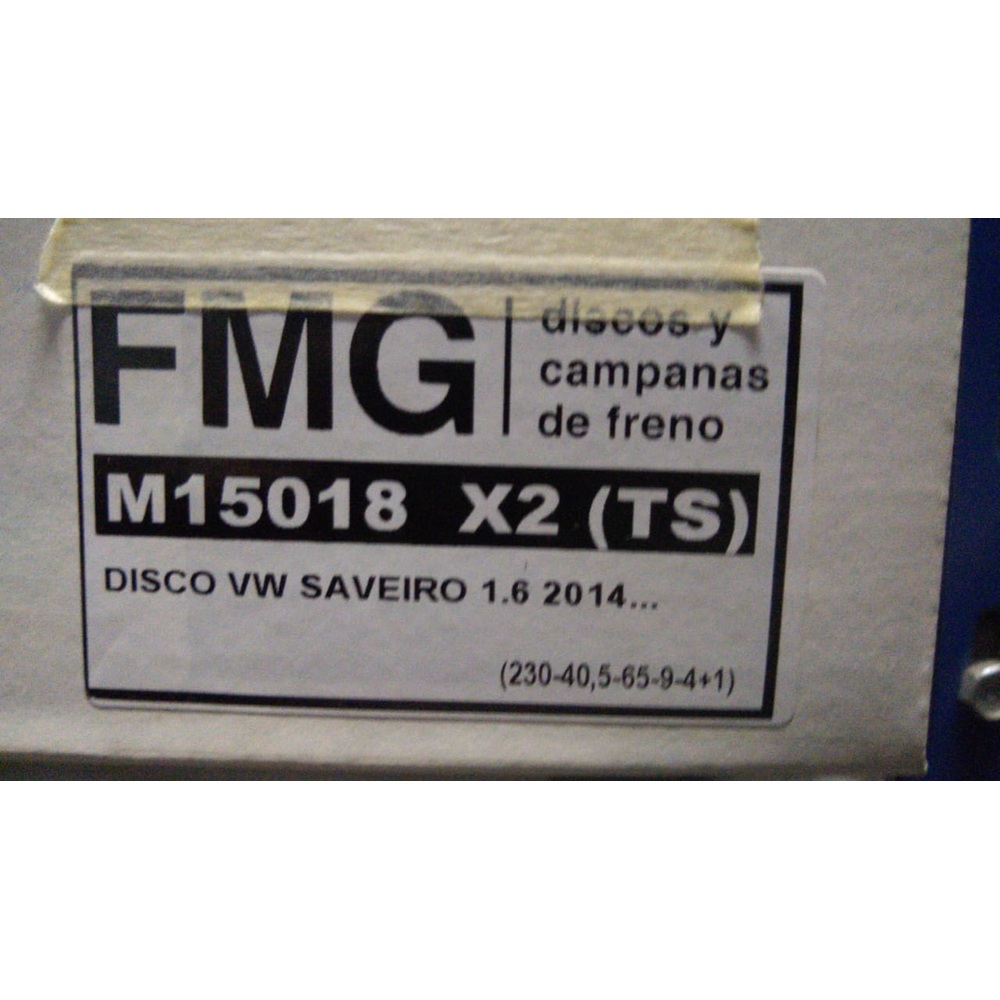 FMG
discos y
campanas
de freno
M15018 X2 (TS)
DISCO VW SAVEIRO 1.6 2014...
(230-40,5-65-9-4+1)